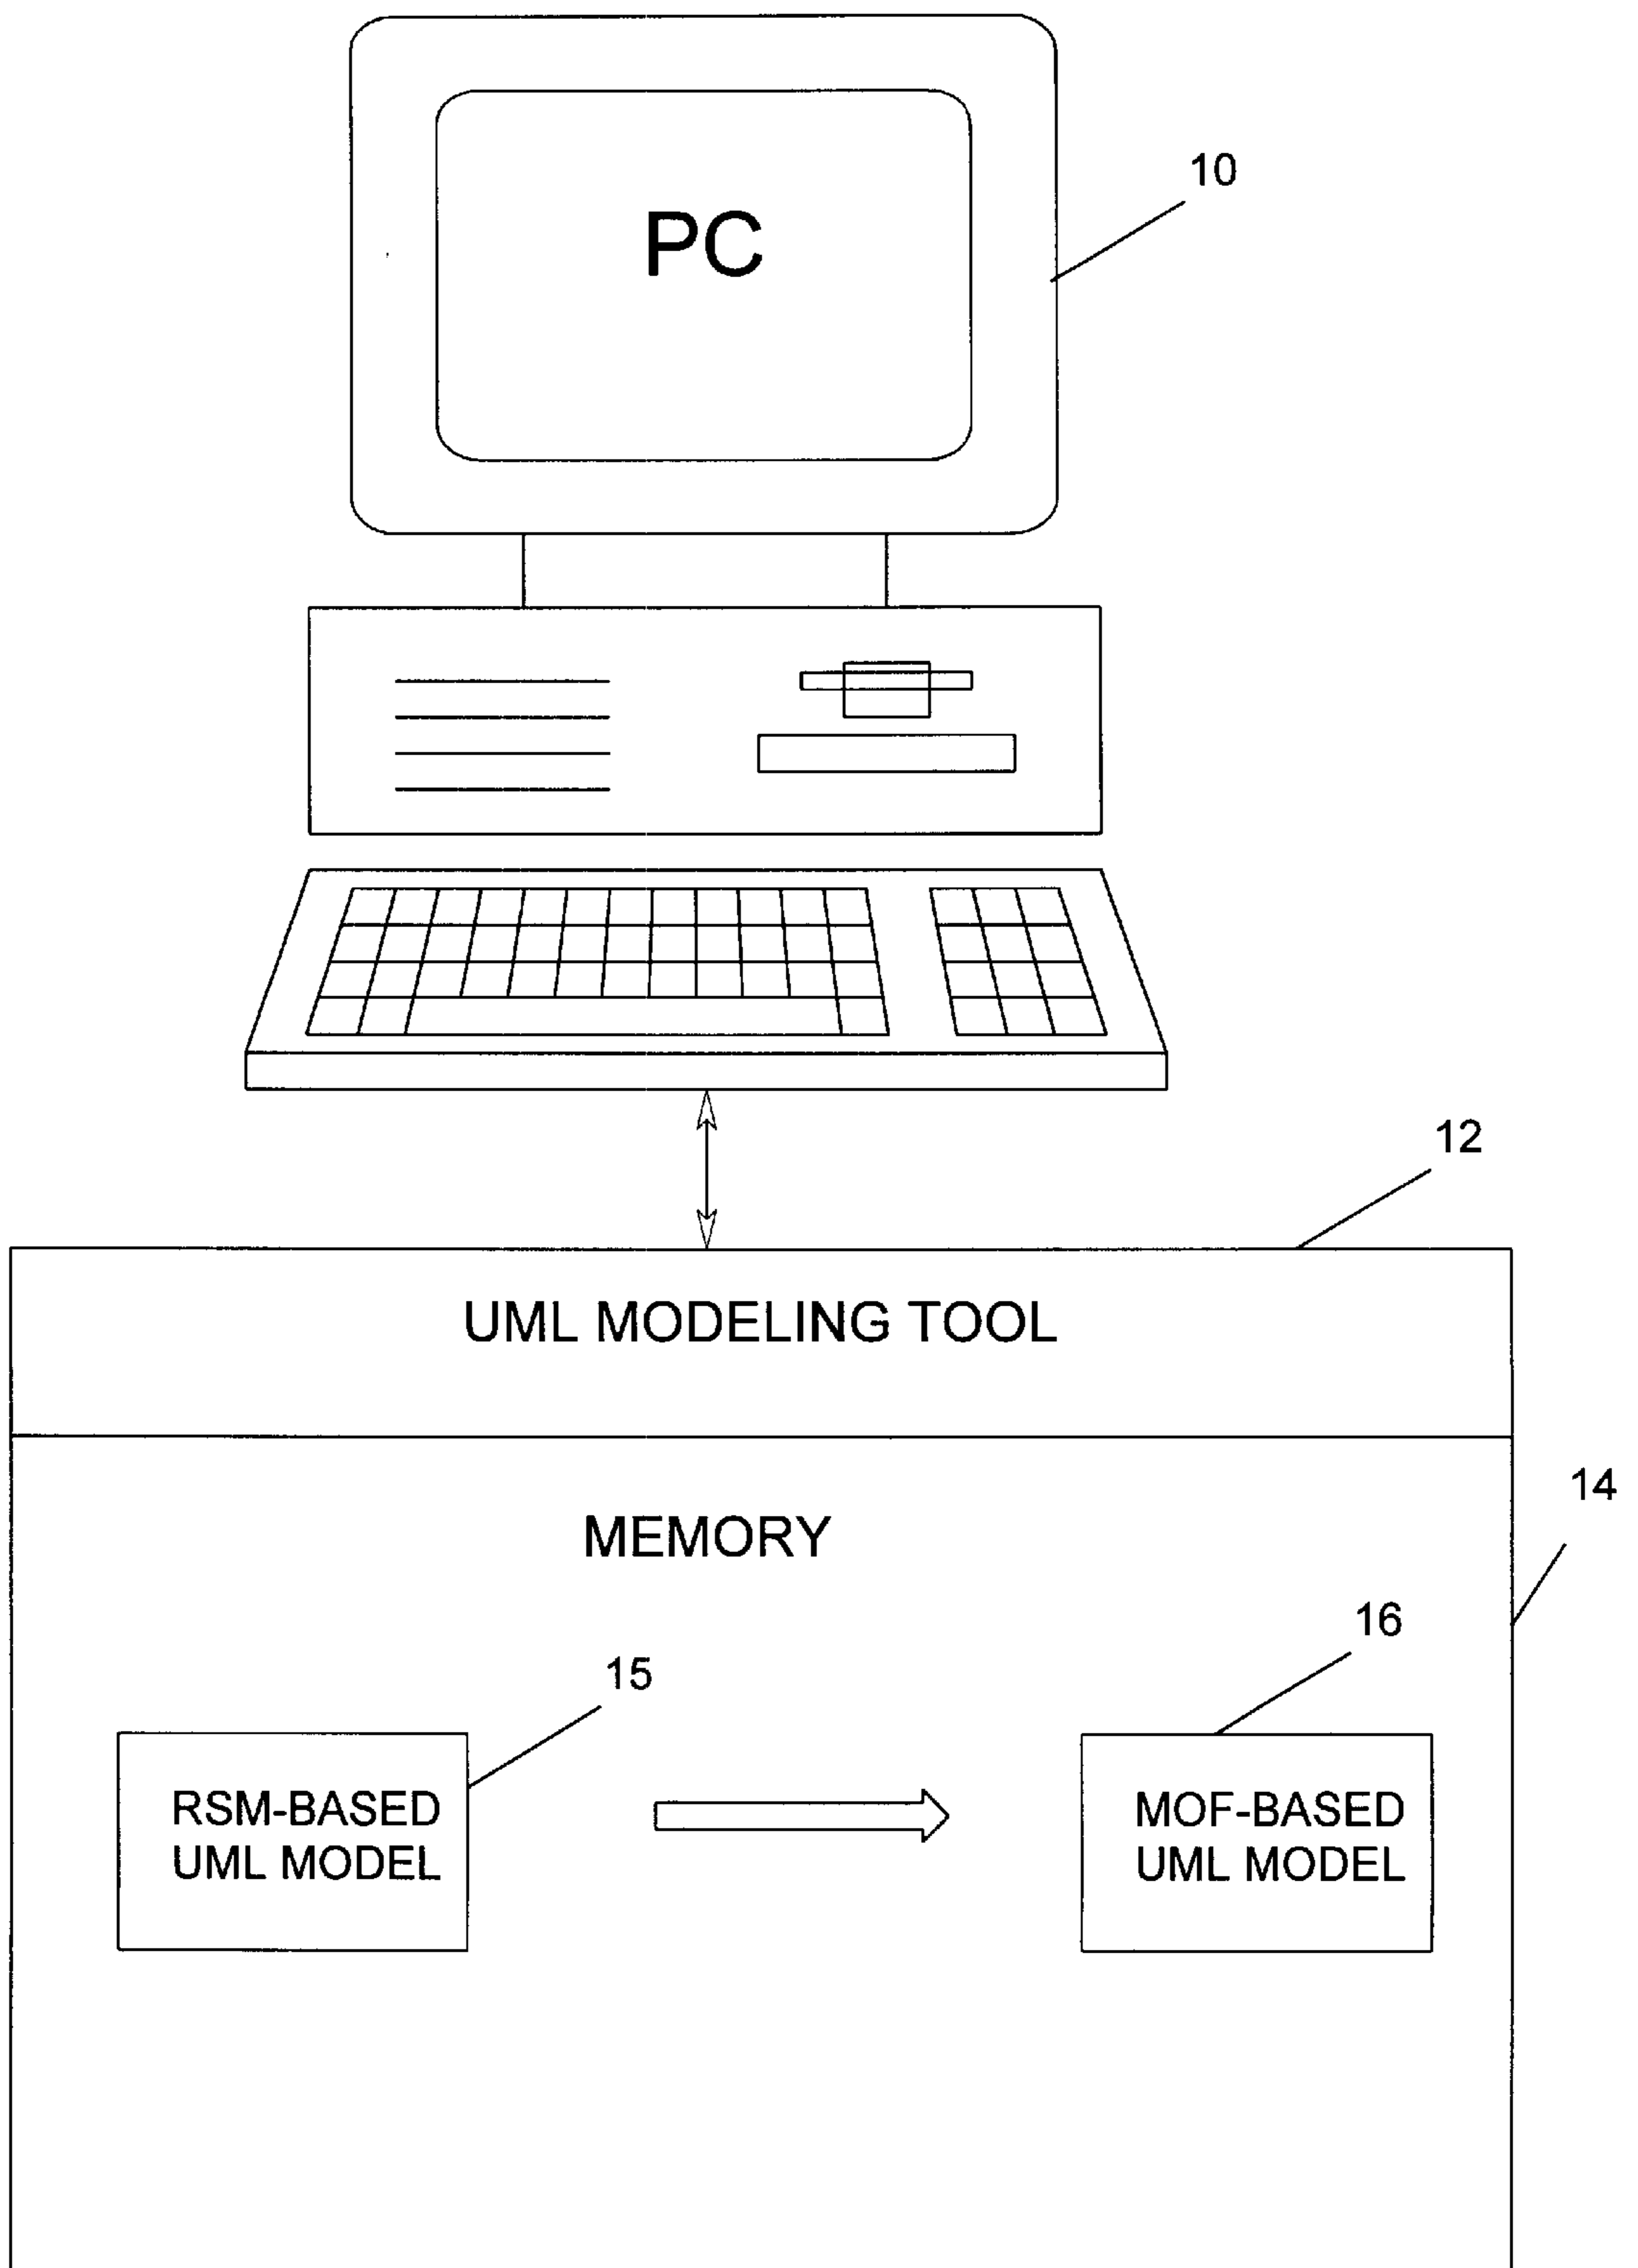 10
PC
12
UML MODELING TOOL
14
MEMORY
16
15
RSM-BASED
UML MODEL
MOF-BASED
UML MODEL